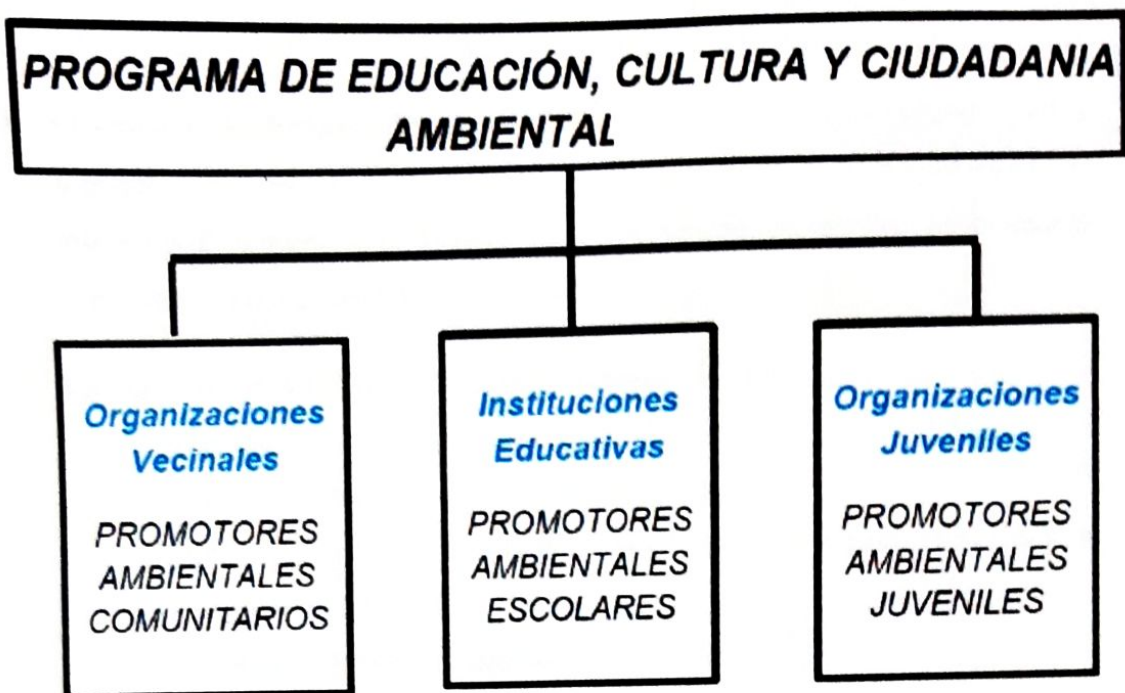 PROGRAMA DE EDUCACIÓN, CULTURA Y CIUDADANIA
AMBIENTAL
Organizaciones
Vecinales
PROMOTORES
AMBIENTALES
COMUNITARIOS
Instituciones
Educativas
PROMOTORES
AMBIENTALES
ESCOLARES
Organizaciones
Juveniles
PROMOTORES
AMBIENTALES
JUVENILES